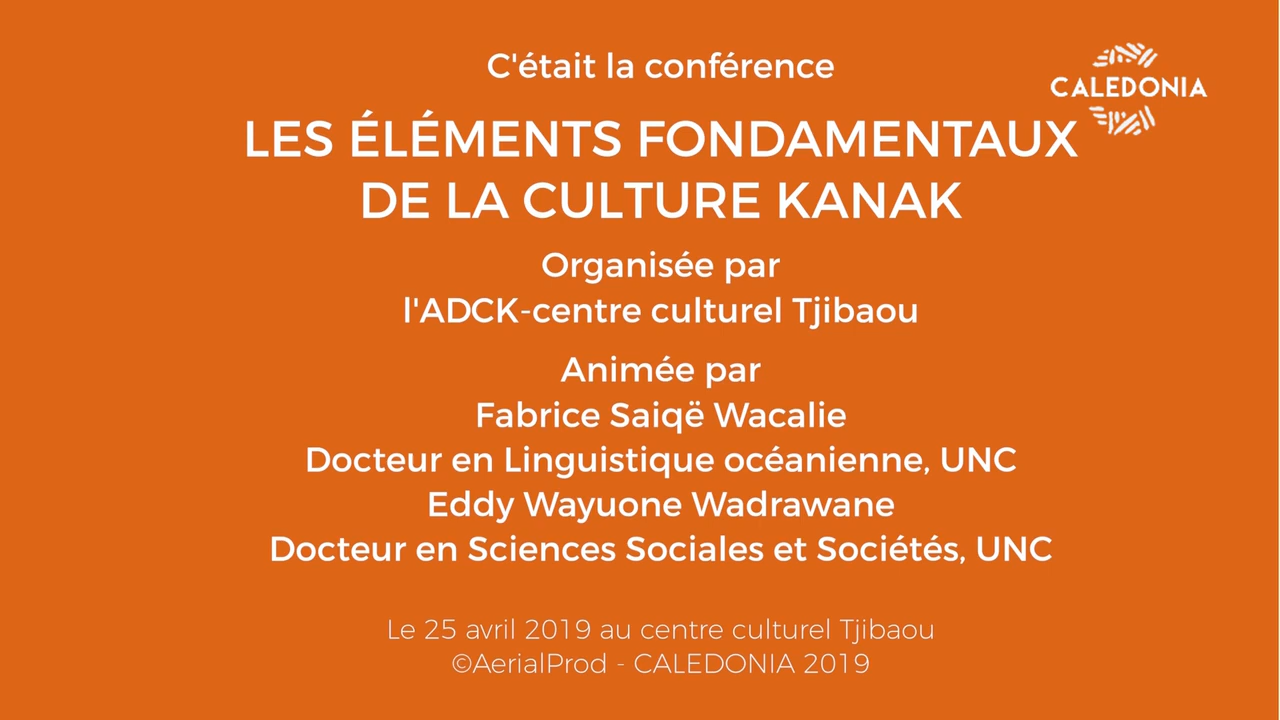 C'était la conférence
CALEDONIA
LES ÉLÉMENTS FONDAMENTAUX
DE LA CULTURE KANAK
Organisée par
l'ADCK-centre culturel Tjibaou
Animée par
Fabrice Saiqë Wacalie
Docteur en Linguistique océanienne, UNC
Eddy Wayuone Wadrawane
Docteur en Sciences Sociales et Sociétés, UNC
Le 25 avril 2019 au centre culturel Tjibaou
©AerialProd - CALEDONIA 2019